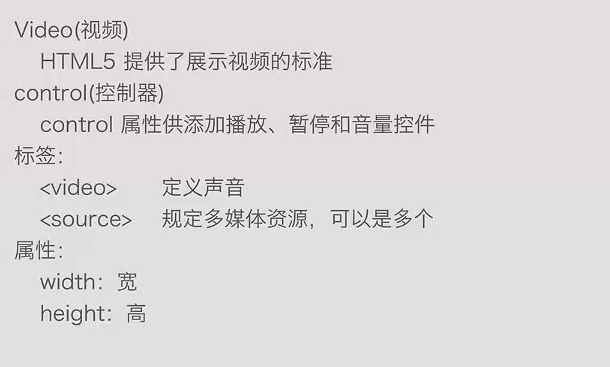 Video(视频)
HTML5 提供了展示视频的标准
control(控制器)
control 属性供添加播放、暂停和音量控件
标签：
<video> 定义声音
<source> 规定多媒体资源，可以是多个
属性：
width：宽
height：高